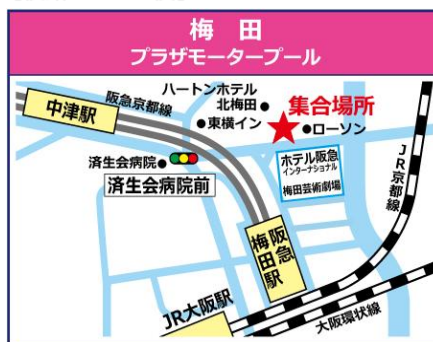 梅 田
プラザモータープール
ハートンホテル
北梅田
集合場所
阪急京都線
中津駅
東横イン
ローソン
済生会病院
済生会病院前
ホテル阪急
インターナショナル
梅田芸術劇場
JR京都線
阪急
梅田駅
JR大阪駅
大阪環状線